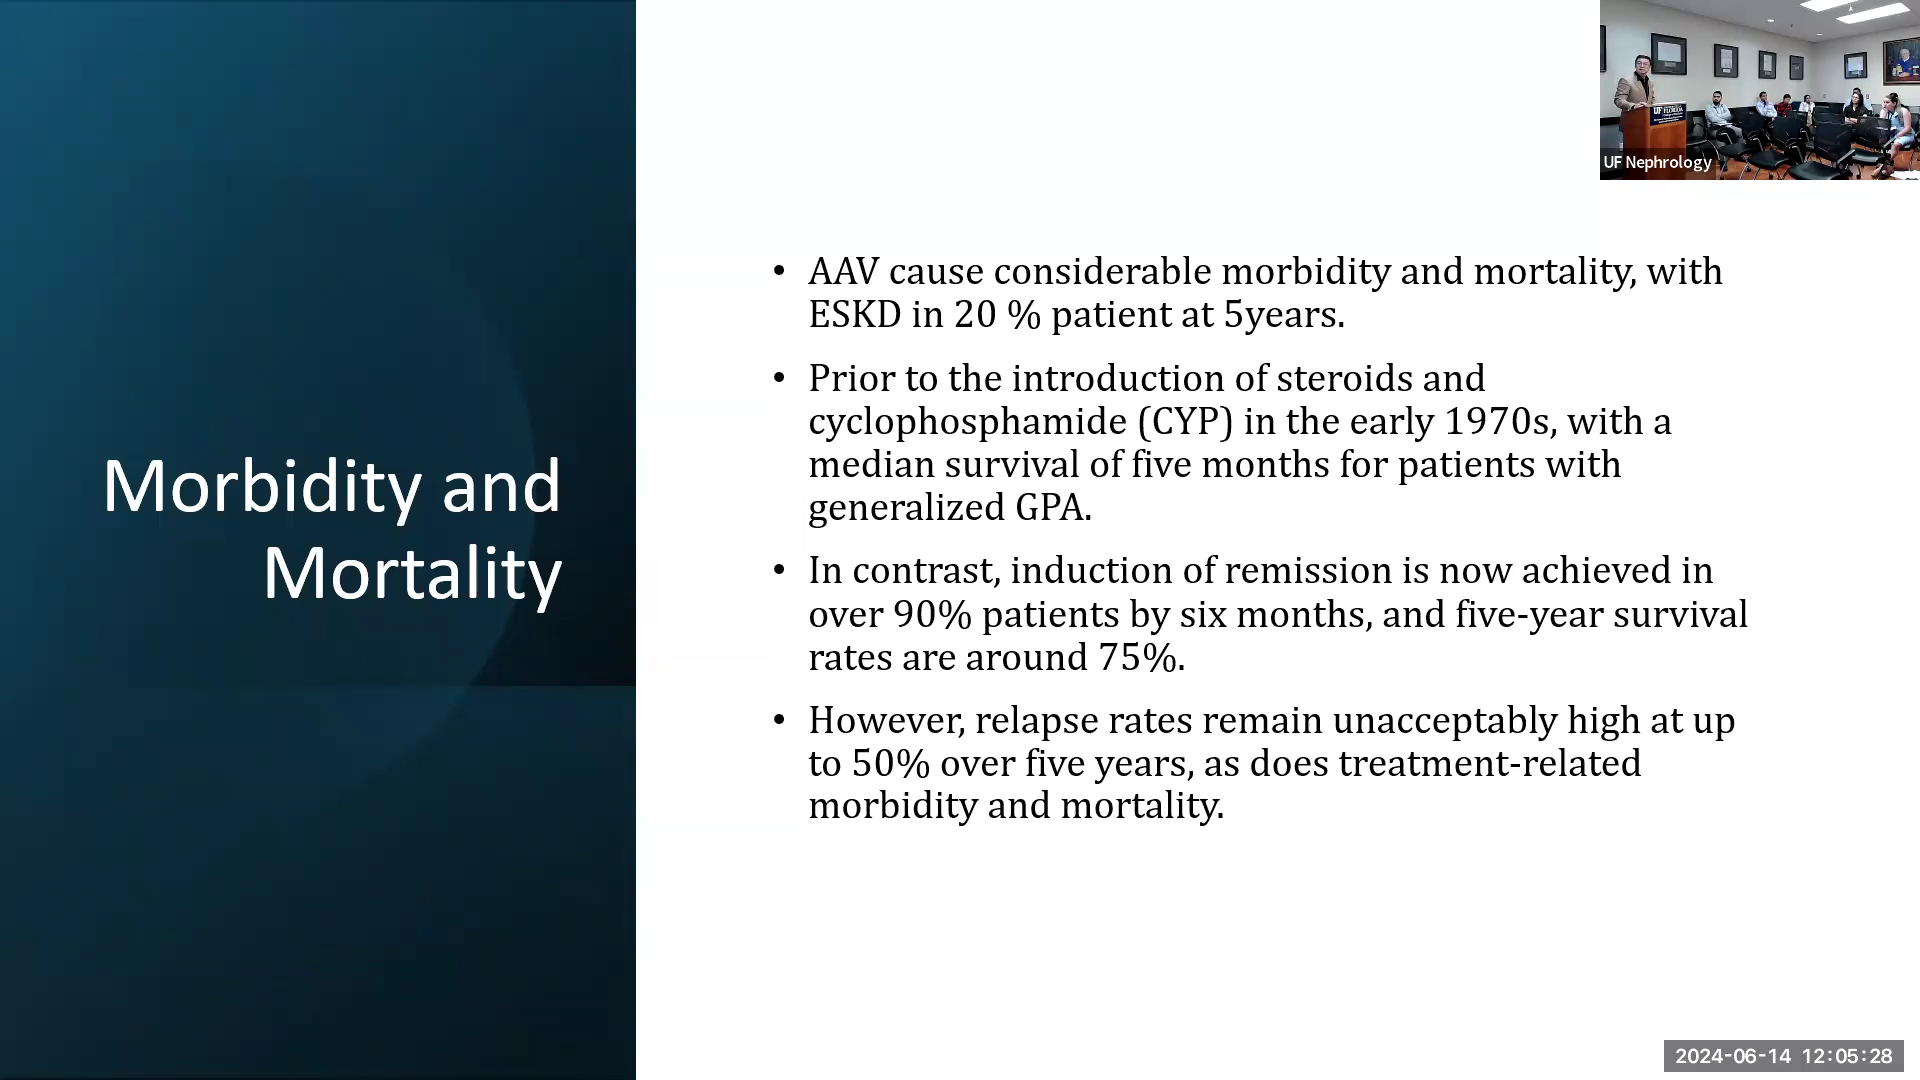 Morbidity and
Mortality
• AAV cause considerable morbidity and mortality, with
ESKD in 20 % patient at 5years.
• Prior to the introduction of steroids and
cyclophosphamide (CYP) in the early 1970s, with a
median survival of five months for patients with
generalized GPA.
• In contrast, induction of remission is now achieved in
over 90% patients by six months, and five-year survival
rates are around 75%.
• However, relapse rates remain unacceptably high at up
to 50% over five years, as does treatment-related
morbidity and mortality.
UF FLORIDA
UF Nephrology
2024-06-14 12:05:28